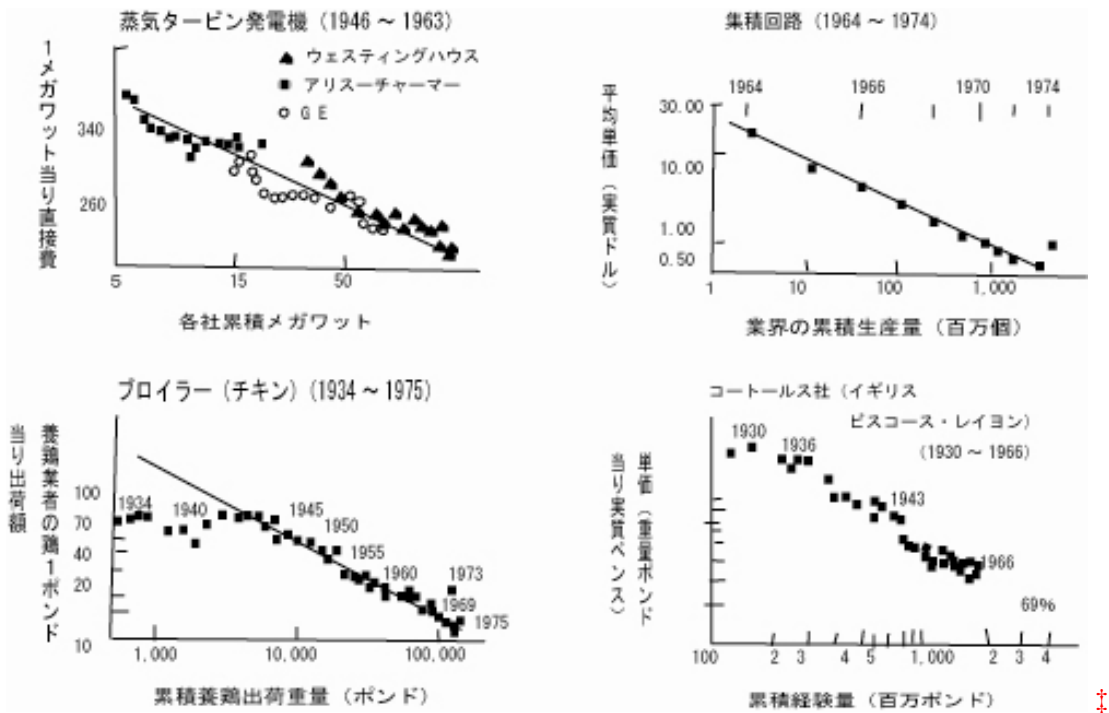 蒸気タービン発電機 (1946 ~ 1963)
1メガワット当り直接費
▲ ウェスティングハウス
■ アリスーチャーマー
○ G E
340
260
5 15 50
各社累積メガワット
集積回路 (1964 ~ 1974)
平均単価 (実質ドル)
1964 1966 1970 1974
30.00
10.00
1.00
0.50
1 10 100 1,000
業界の累積生産量 (百万個)
ブロイラー (チキン) (1934 ~ 1975)
養鶏業者の鶏1ポンド
当り出荷額
100
70
40
20
10
1934
1940
1945
1950
1955
1960
1973
1969
1975
1,000 10,000 100,000
累積養鶏出荷重量 (ポンド)
コートールス社 (イギリス
ビスコース・レイヨン)
(1930 ~ 1966)
単価 (重量ポンド
当り実質ペンス)
1930
1936
1943
1966
69%
100 2 3 4 5 1,000 2 3 4
累積経験量 (百万ポンド)
‡